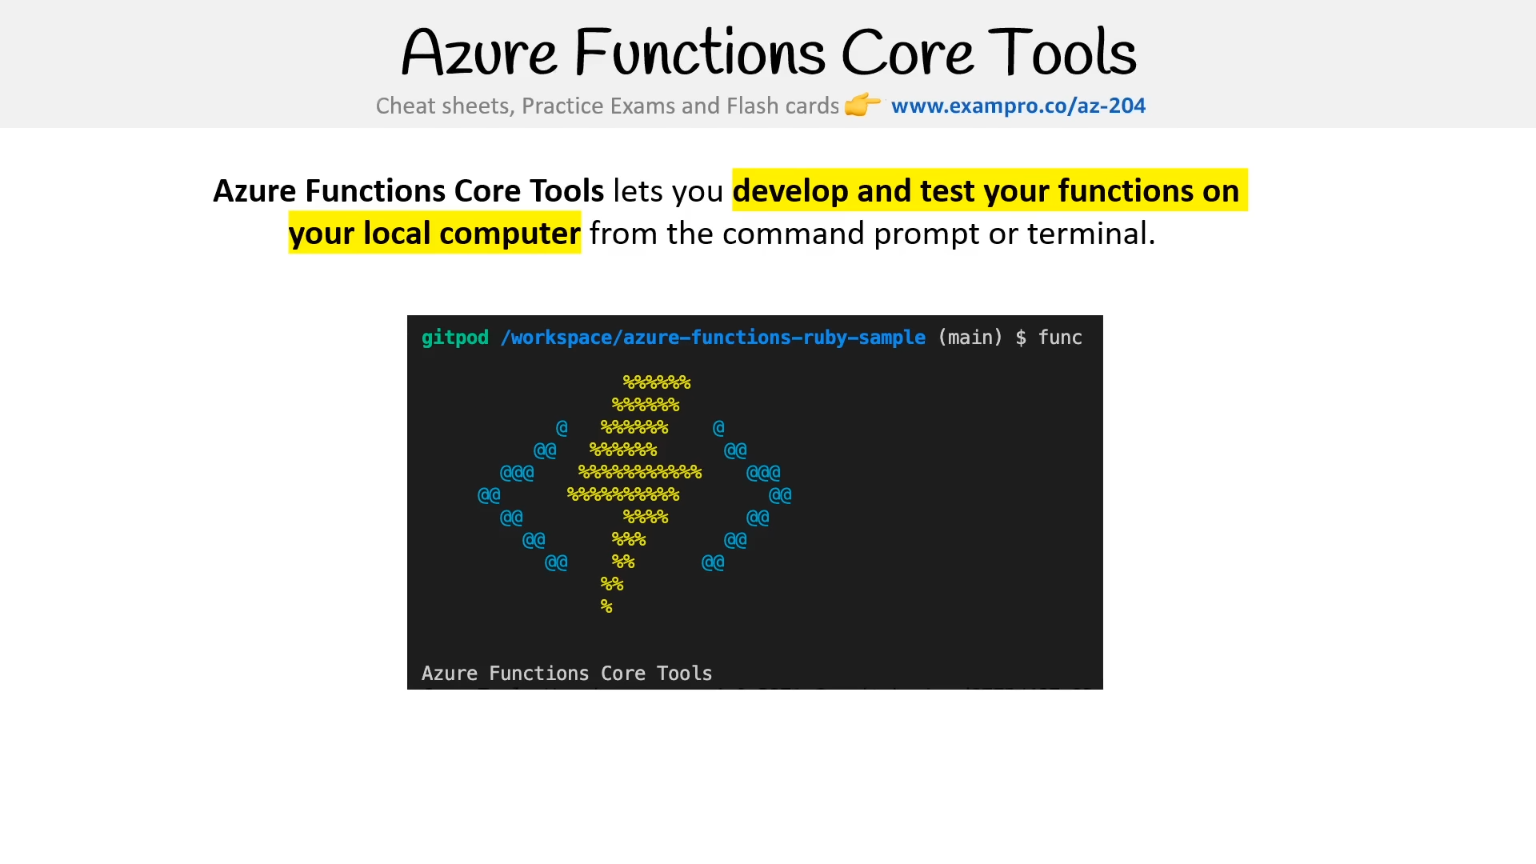 Azure Functions Core Tools
Cheat sheets, Practice Exams and Flash cards 👉 www.exampro.co/az-204
Azure Functions Core Tools lets you develop and test your functions on
your local computer from the command prompt or terminal.
gitpod /workspace/azure-functions-ruby-sample (main) $ func
%%%%%%
%%%%%%
@ %%%%%% @
@@ %%%%%% @@
@@@ %%%%%%%%%%% @@@
@@ %%%%%%%%%% @@
@@ %%%% @@
@@ %%% @@
@@ %% @@
%%
%
Azure Functions Core Tools